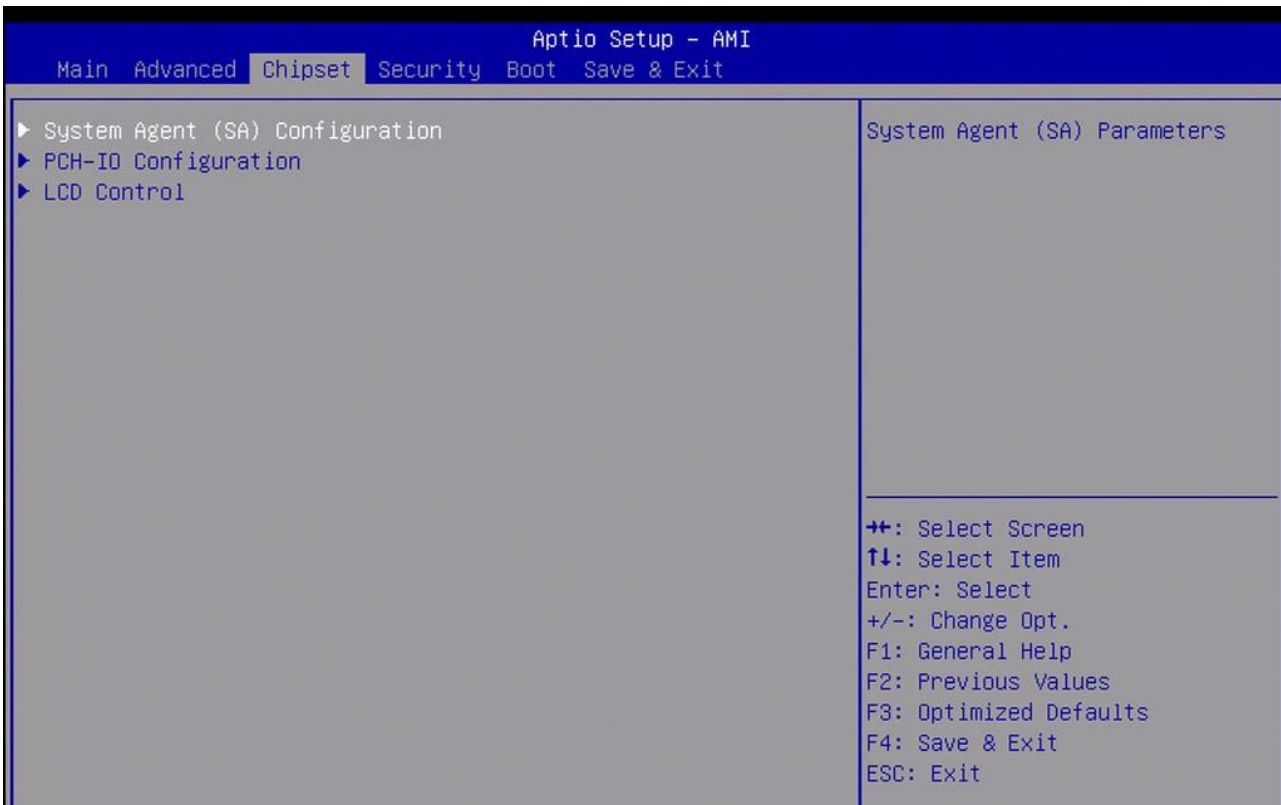 Aptio Setup – AMI
Main Advanced Chipset Security Boot Save & Exit
► System Agent (SA) Configuration
► PCH-IO Configuration
► LCD Control
System Agent (SA) Parameters
→←: Select Screen
↑↓: Select Item
Enter: Select
+/-: Change Opt.
F1: General Help
F2: Previous Values
F3: Optimized Defaults
F4: Save & Exit
ESC: Exit